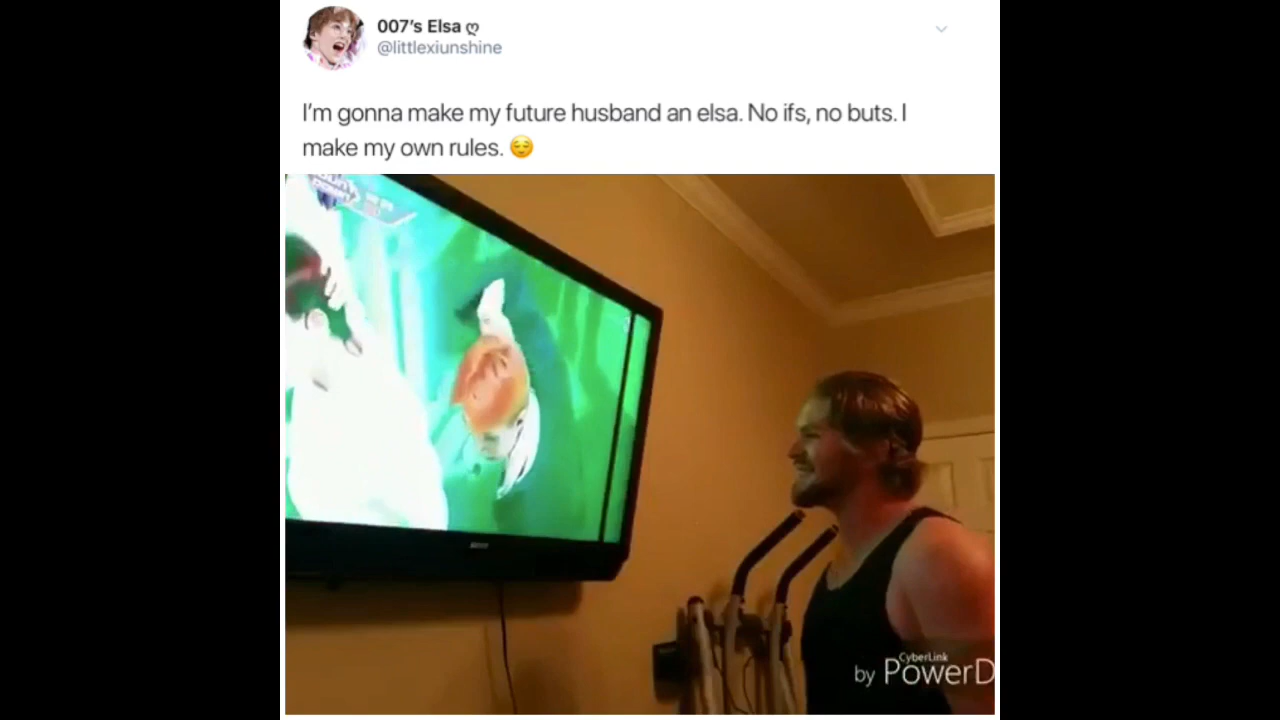 007's Elsa ღ
@littlexiunshine
I'm gonna make my future husband an elsa. No ifs, no buts. I
make my own rules. 😌
CyberLink
by PowerD